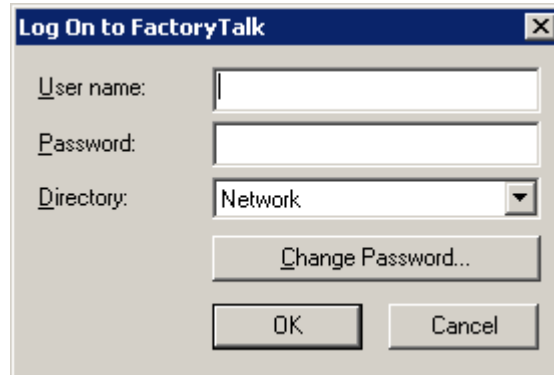 Log On to FactoryTalk
User name:
Password:
Directory: Network
Change Password...
OK Cancel